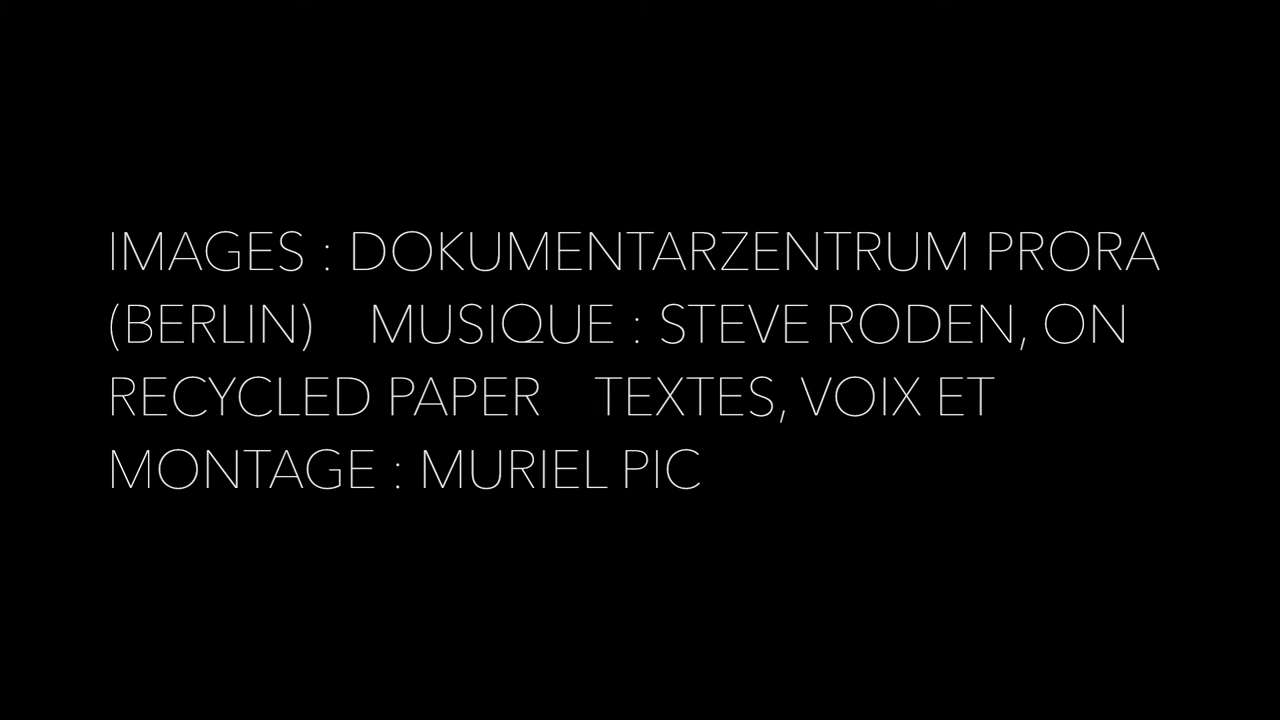 IMAGES : DOKUMENTARZENTRUM PRORA
(BERLIN) MUSIQUE : STEVE RODEN, ON
RECYCLED PAPER TEXTES, VOIX ET
MONTAGE : MURIEL PIC